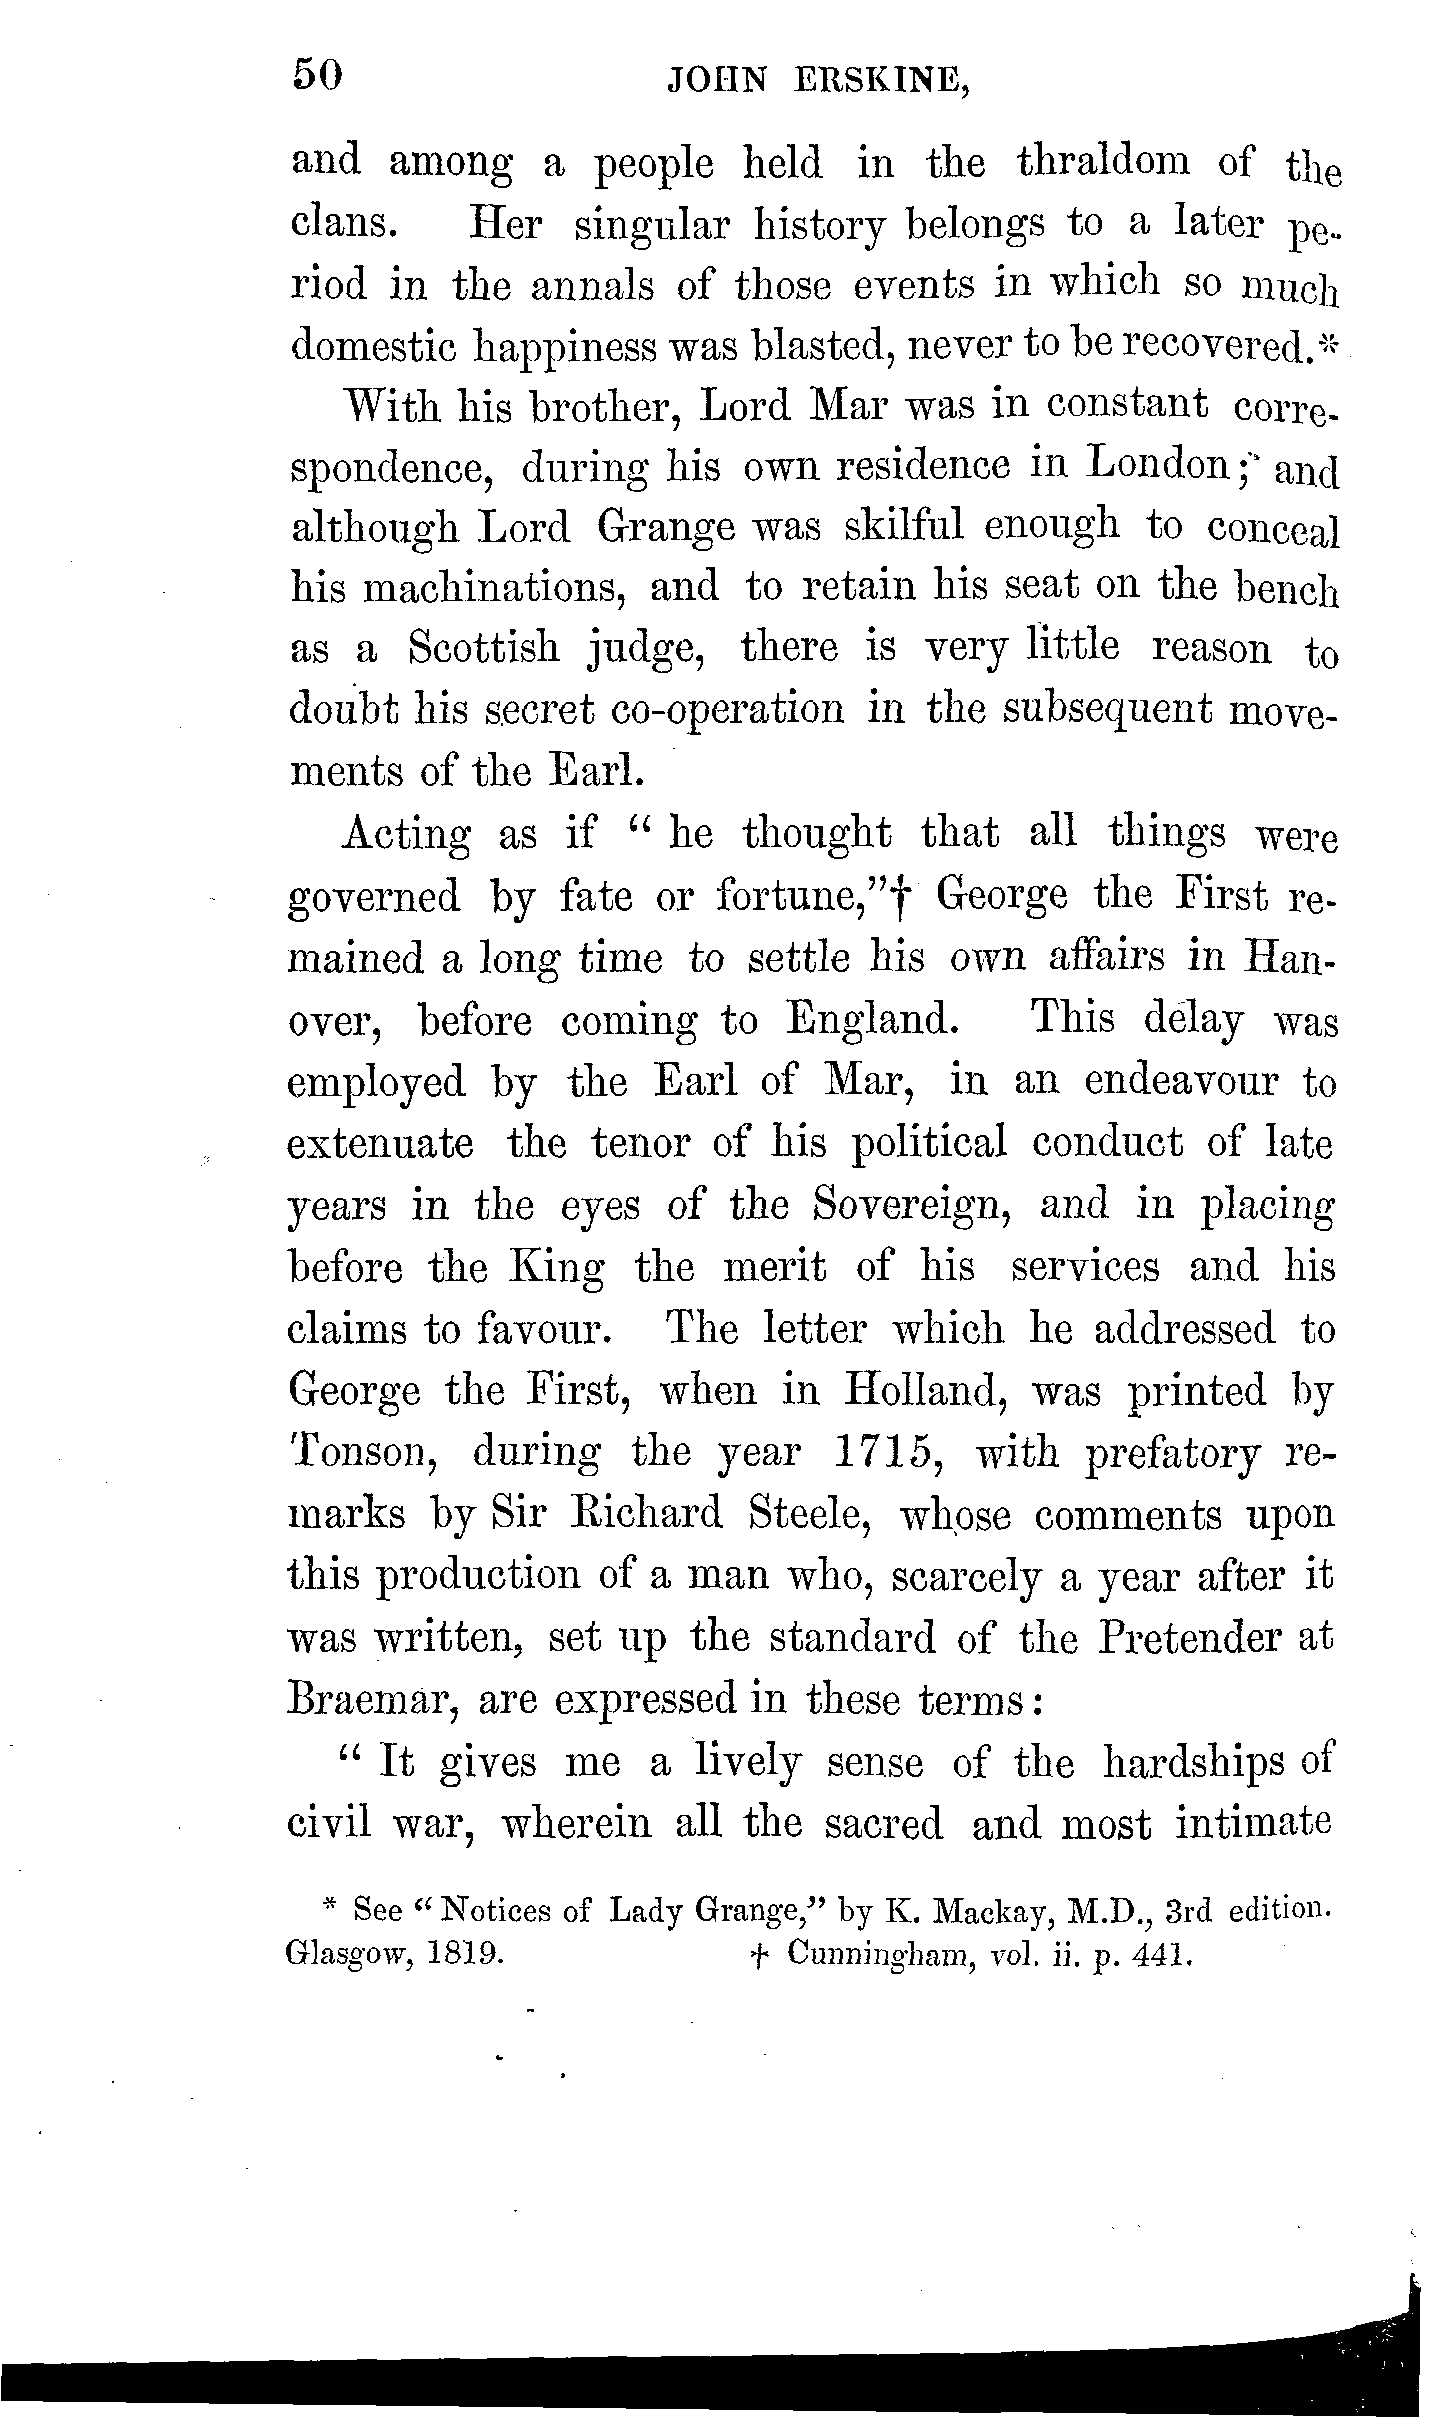 50 JOHN ERSKINE,
and among a people held in the thraldom of the
clans. Her singular history belongs to a later pe-
riod in the annals of those events in which so much
domestic happiness was blasted, never to be recovered.*
With his brother, Lord Mar was in constant corre-
spondence, during his own residence in London; and
although Lord Grange was skilful enough to conceal
his machinations, and to retain his seat on the bench
as a Scottish judge, there is very little reason to
doubt his secret co-operation in the subsequent move-
ments of the Earl.
Acting as if " he thought that all things were
governed by fate or fortune,"† George the First re-
mained a long time to settle his own affairs in Han-
over, before coming to England. This delay was
employed by the Earl of Mar, in an endeavour to
extenuate the tenor of his political conduct of late
years in the eyes of the Sovereign, and in placing
before the King the merit of his services and his
claims to favour. The letter which he addressed to
George the First, when in Holland, was printed by
Tonson, during the year 1715, with prefatory re-
marks by Sir Richard Steele, whose comments upon
this production of a man who, scarcely a year after it
was written, set up the standard of the Pretender at
Braemar, are expressed in these terms:
" It gives me a lively sense of the hardships of
civil war, wherein all the sacred and most intimate
* See " Notices of Lady Grange," by K. Mackay, M.D., 3rd edition.
Glasgow, 1819. † Cunningham, vol. ii. p. 441.